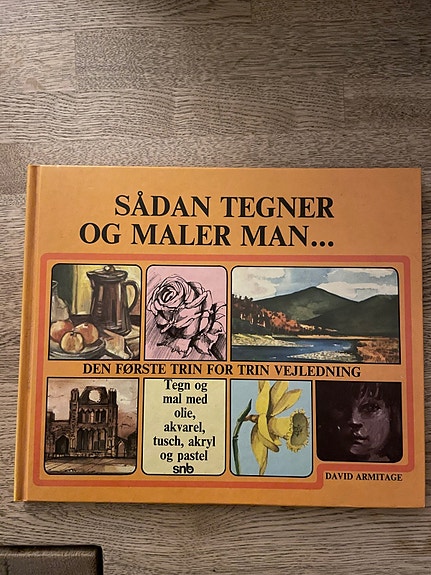 SÅDAN TEGNER
OG MALER MAN...
DEN FØRSTE TRIN FOR TRIN VEJLEDNING
Tegn og
mal med
olie,
akvarel,
tusch, akryl
og pastel
snb
DAVID ARMITAGE